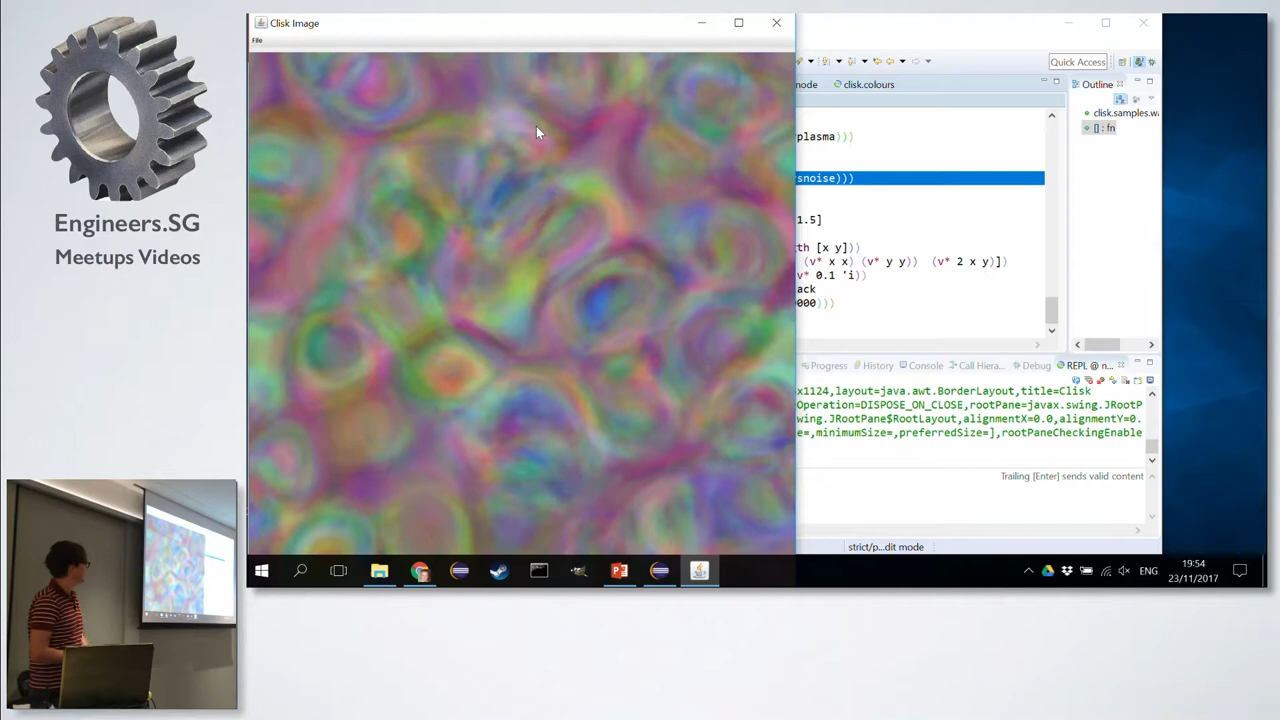 Engineers.SG
Meetups Videos
Clisk Image
File
Quick Access
node
clisk.colours
Outline
clisk.samples.wa
[] : fn
plasma)))
snoise)))
1.5]
th [x y]))
(v* x x) (v* y y)) (v* 2 x y)])
v* 0.1 'i))
ack
000)))
Progress
History
Console
Call Hiera...
Debug
REPL @ n...
x1124,layout=java.awt.BorderLayout,title=Clisk
Operation=DISPOSE_ON_CLOSE,rootPane=javax.swing.JRootP
wing.JRootPane$RootLayout,alignmentX=0.0,alignmentY=0.
e=,minimumSize=,preferredSize=],rootPaneCheckingEnable
Trailing [Enter] sends valid content
strict/p...dit mode
ENG
19:54
23/11/2017